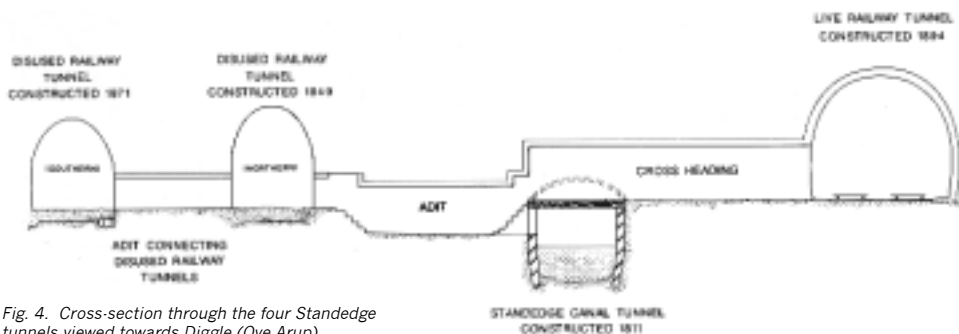 LIVE RAILWAY TUNNEL
CONSTRUCTED 1894
DISUSED RAILWAY
TUNNEL
CONSTRUCTED 1871
DISUSED RAILWAY
TUNNEL
CONSTRUCTED 1849
(SOUTHERN)
(NORTHERN)
CROSS HEADING
ADIT
ADIT CONNECTING
DISUSED RAILWAY
TUNNELS
STANDEDGE CANAL TUNNEL
CONSTRUCTED 1811
Fig. 4. Cross-section through the four Standedge
tunnels viewed towards Diggle (Ove Arup)